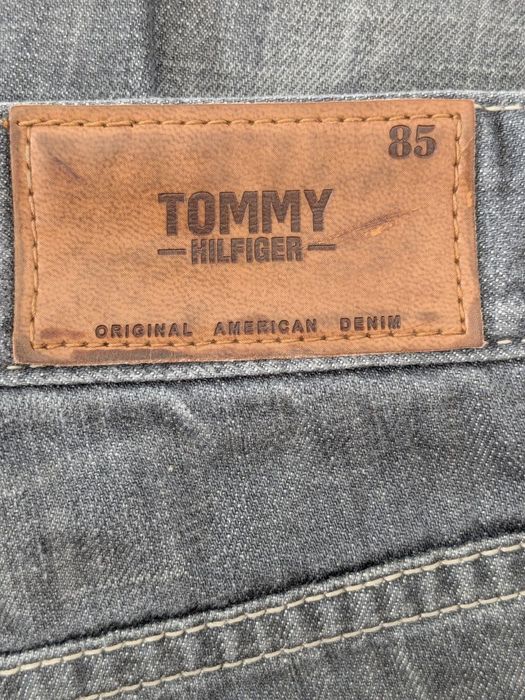 85
TOMMY
HILFIGER
ORIGINAL AMERICAN DENIM